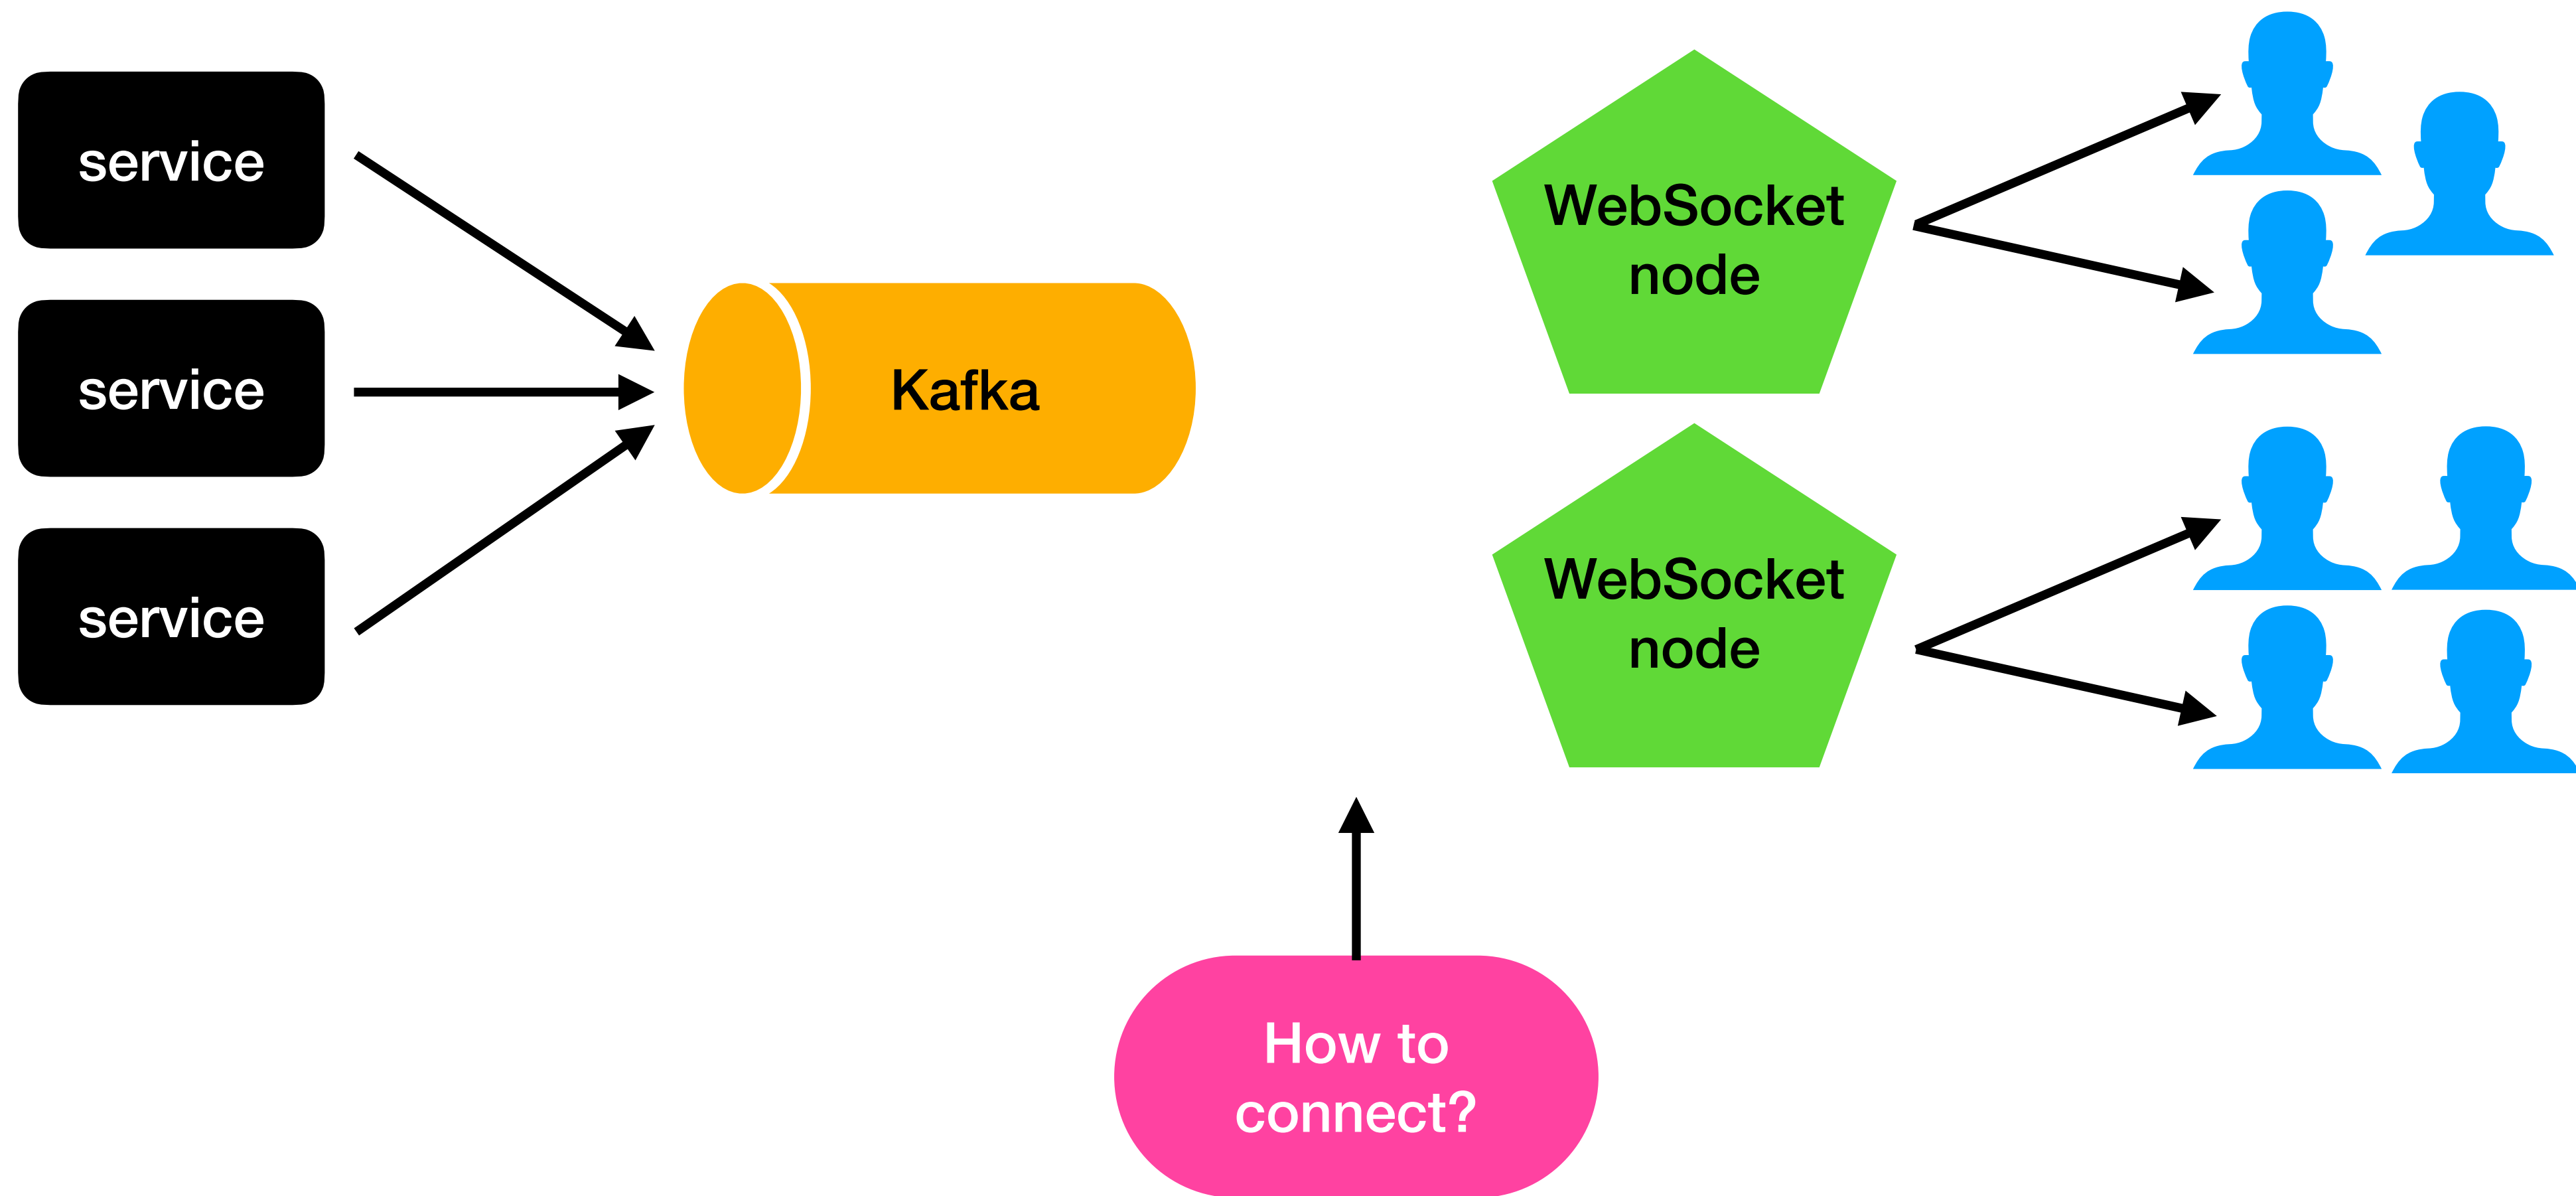 service
service
service
Kafka
WebSocket
node
WebSocket
node
How to
connect?